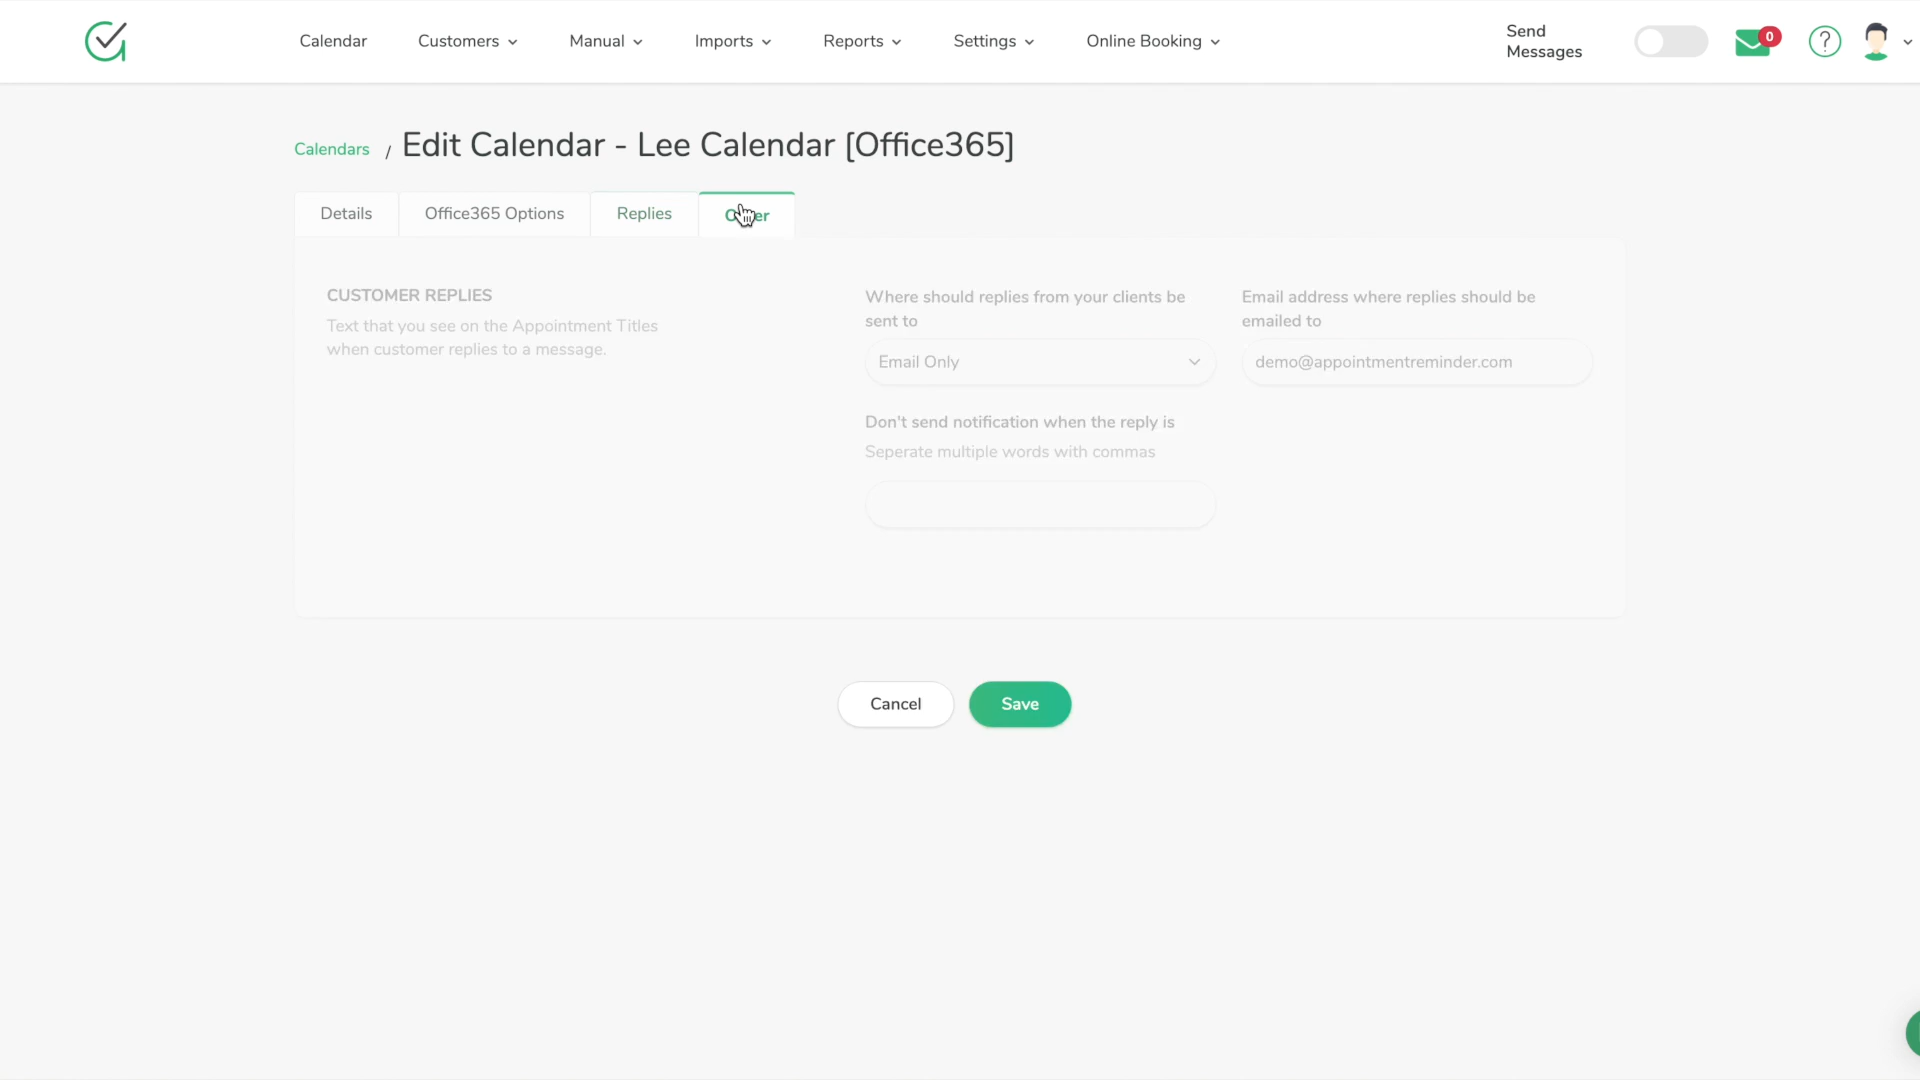 Calendar
Customers
Manual
Imports
Reports
Settings
Online Booking
Send
Messages
0
?
Calendars / Edit Calendar - Lee Calendar [Office365]
Details
Office365 Options
Replies
CUSTOMER REPLIES
Text that you see on the Appointment Titles
when customer replies to a message.
Where should replies from your clients be
sent to
Email Only
Email address where replies should be
emailed to
demo@appointmentreminder.com
Don't send notification when the reply is
Seperate multiple words with commas
Cancel
Save